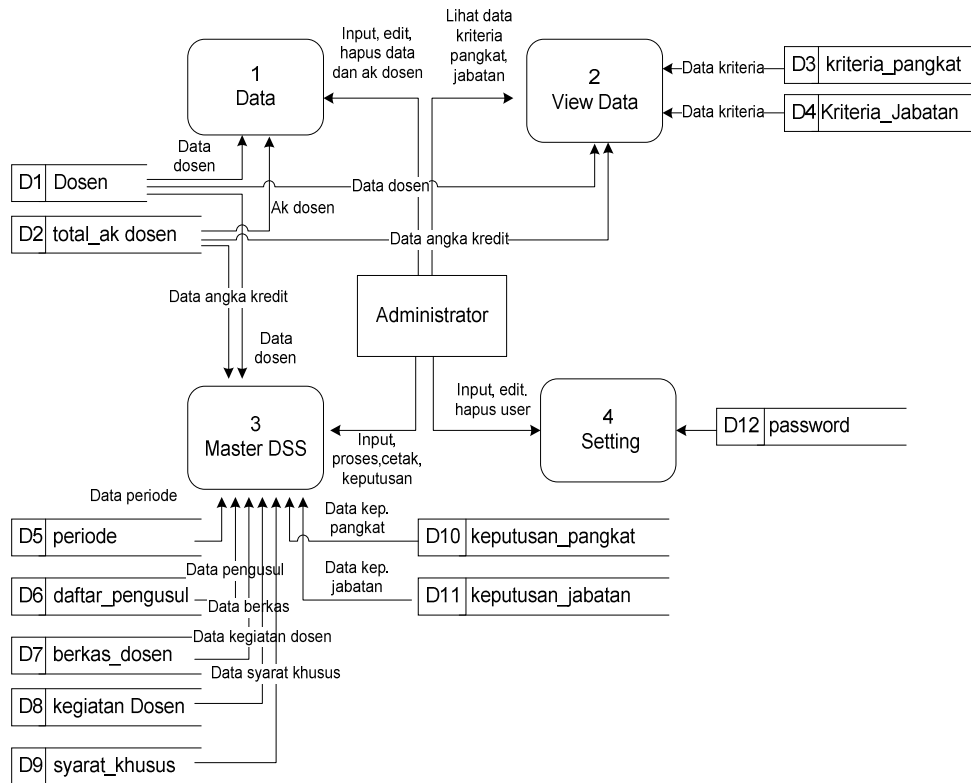 Input, edit,
hapus data
dan ak dosen
Lihat data
kriteria
pangkat,
jabatan
1
Data
2
View Data
Data kriteria
D3 kriteria_pangkat
Data kriteria
D4 Kriteria_Jabatan
Data
dosen
D1 Dosen
Data dosen
Ak dosen
D2 total_ak dosen
Data angka kredit
Data angka kredit
Administrator
Data
dosen
Input, edit.
hapus user
3
Master DSS
4
Setting
D12 password
Input,
proses,cetak,
keputusan
Data periode
D5 periode
Data kep.
pangkat
D10 keputusan_pangkat
Data pengusul
Data kep.
jabatan
D6 daftar_pengusul
Data berkas
D11 keputusan_jabatan
Data kegiatan dosen
D7 berkas_dosen
Data syarat khusus
D8 kegiatan Dosen
D9 syarat_khusus